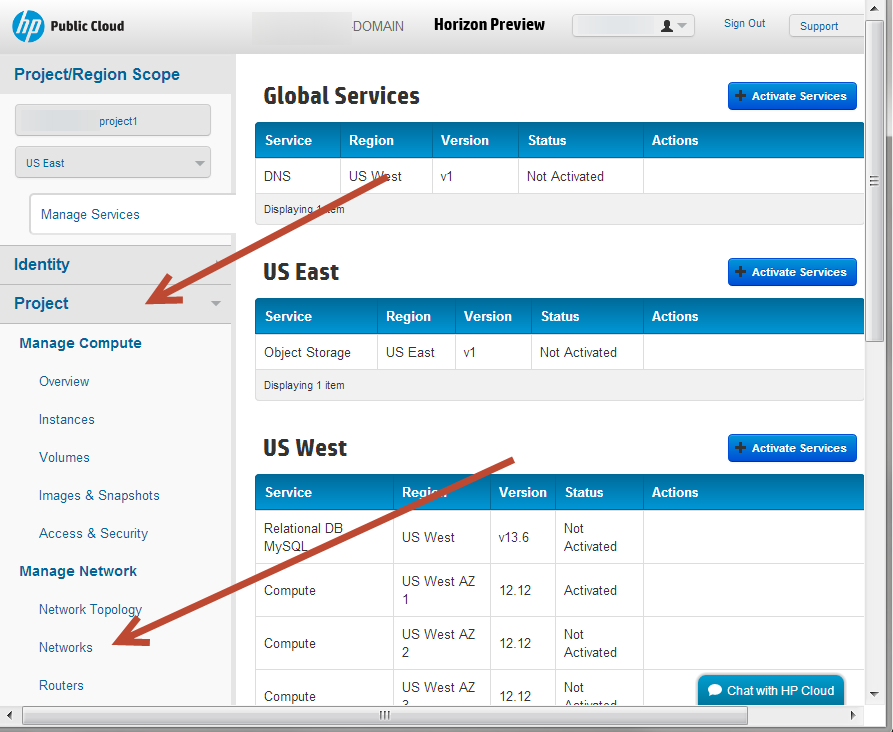 hp Public Cloud
DOMAIN
Horizon Preview
Sign Out
Support
Project/Region Scope
project1
US East
Manage Services
Identity
Project
Manage Compute
Overview
Instances
Volumes
Images & Snapshots
Access & Security
Manage Network
Network Topology
Networks
Routers
Global Services
Activate Services
Service Region Version Status Actions
DNS US West v1 Not Activated
Displaying 1 item
US East
Activate Services
Service Region Version Status Actions
Object Storage US East v1 Not Activated
Displaying 1 item
US West
Activate Services
Service Region Version Status Actions
Relational DB
MySQL
US West
v13.6
Not
Activated
Compute
US West AZ
1
12.12
Activated
Compute
US West AZ
2
12.12
Not
Activated
Compute
US West AZ
3
12.12
Not
Activated
Chat with HP Cloud